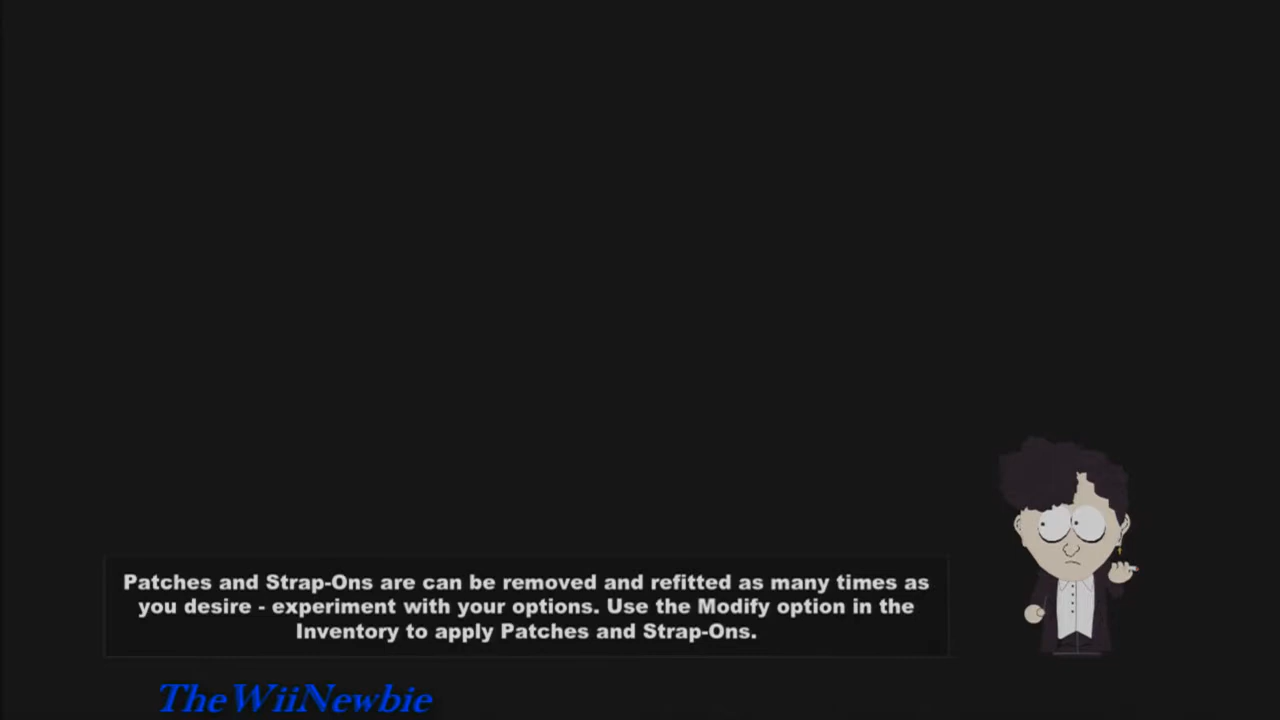 Patches and Strap-Ons are can be removed and refitted as many times as
you desire - experiment with your options. Use the Modify option in the
Inventory to apply Patches and Strap-Ons.
TheWiiNewbie